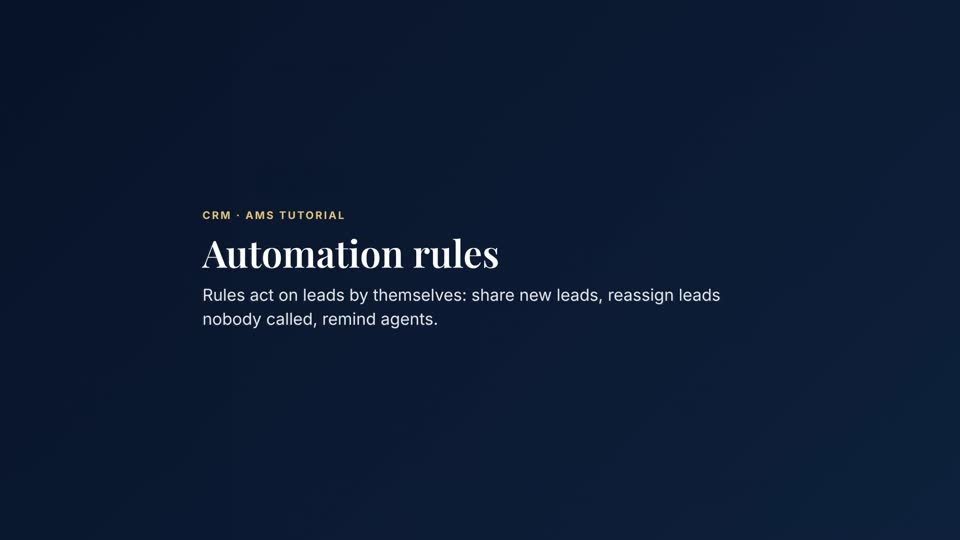 CRM · AMS TUTORIAL
Automation rules
Rules act on leads by themselves: share new leads, reassign leads
nobody called, remind agents.